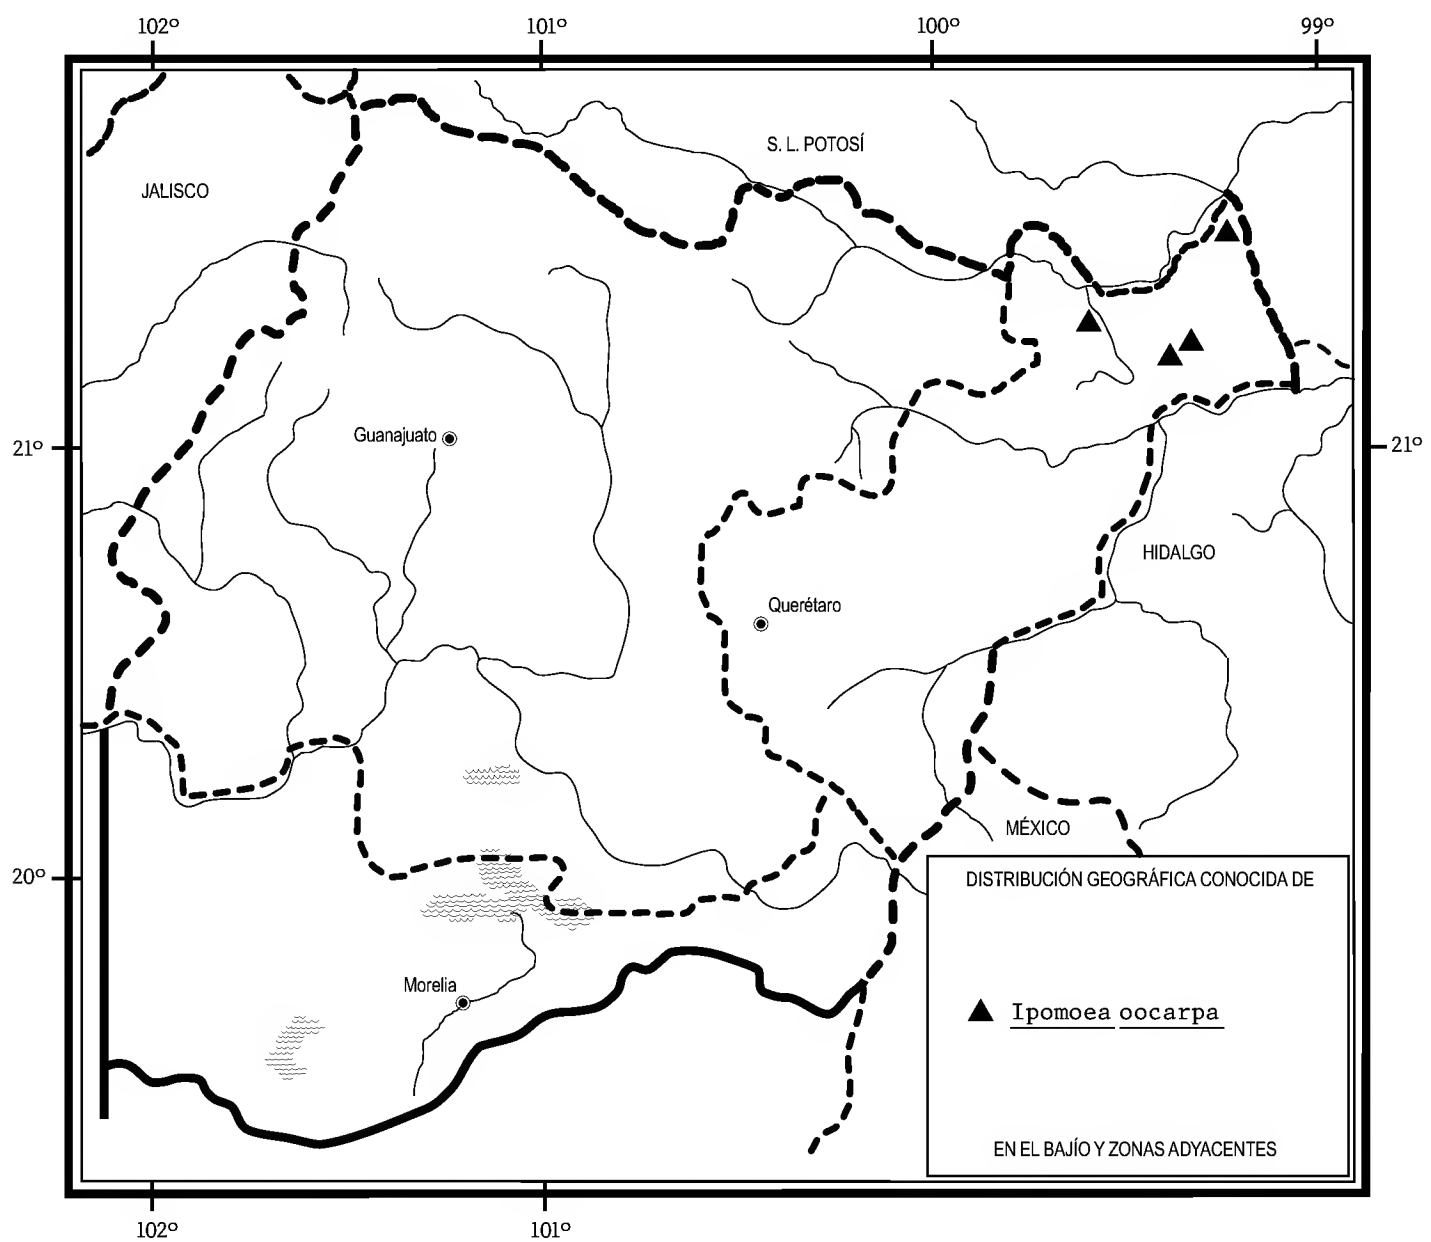 102º 101º 100º 99º
S. L. POTOSÍ
JALISCO
Guanajuato
21º 21º
HIDALGO
Querétaro
MÉXICO
20º
DISTRIBUCIÓN GEOGRÁFICA CONOCIDA DE
Morelia
Ipomoea oocarpa
EN EL BAJÍO Y ZONAS ADYACENTES
102º 101º